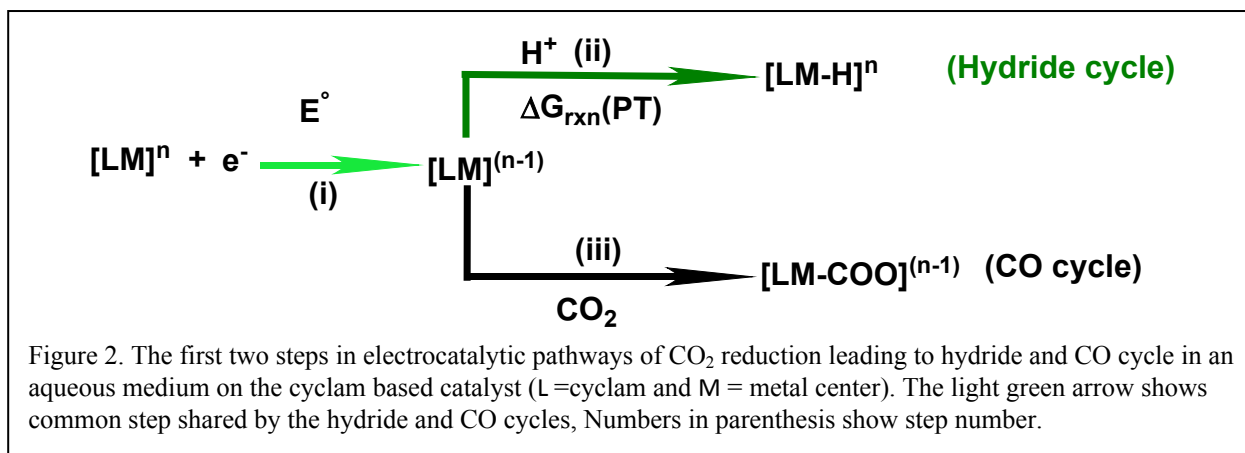 H⁺ (ii)
[LM-H]ⁿ (Hydride cycle)
E°
ΔG_rxn(PT)
[LM]ⁿ + e⁻
[LM]⁽ⁿ⁻¹⁾
(i)
(iii)
[LM-COO]⁽ⁿ⁻¹⁾ (CO cycle)
CO₂
Figure 2. The first two steps in electrocatalytic pathways of CO₂ reduction leading to hydride and CO cycle in an
aqueous medium on the cyclam based catalyst (L =cyclam and M = metal center). The light green arrow shows
common step shared by the hydride and CO cycles, Numbers in parenthesis show step number.